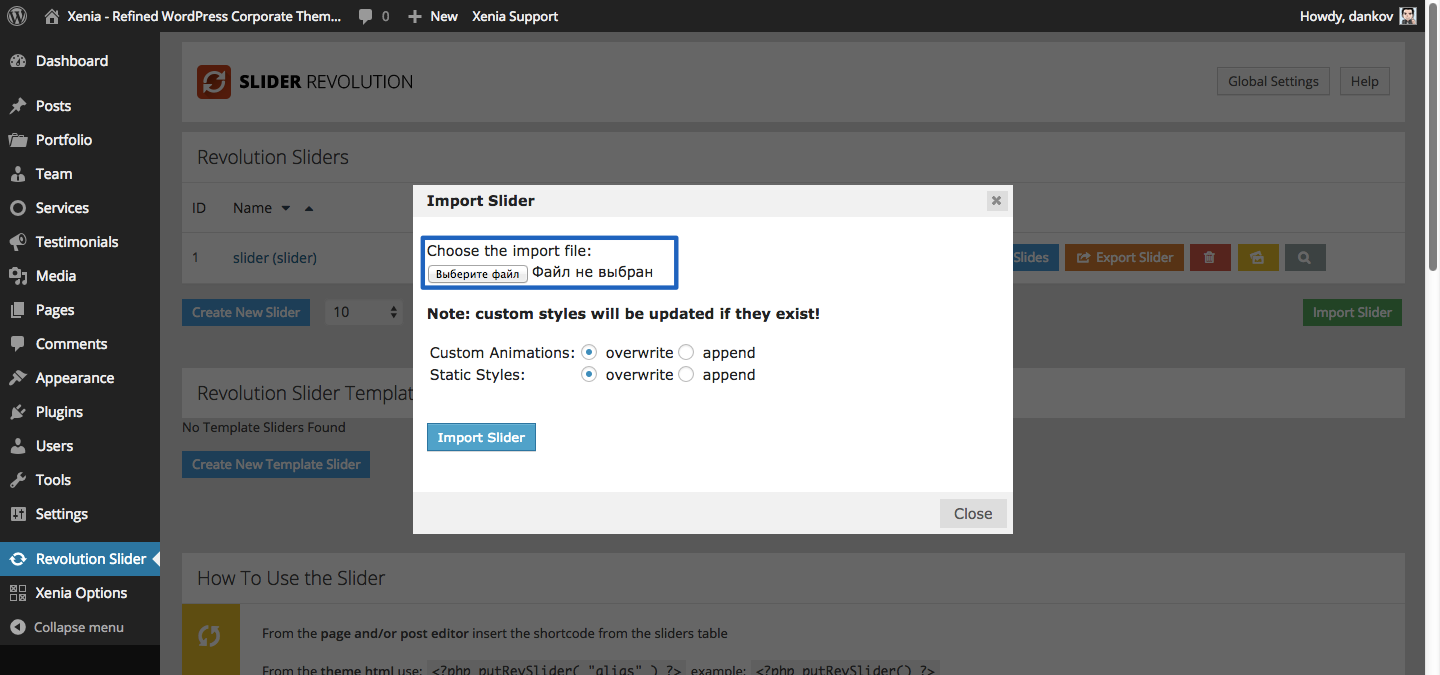 Xenia - Refined WordPress Corporate Them... 0 New Xenia Support Howdy, dankov
Dashboard
Posts
Portfolio
Team
Services
Testimonials
Media
Pages
Comments
Appearance
Plugins
Users
Tools
Settings
Revolution Slider
Xenia Options
Collapse menu
SLIDER REVOLUTION
Global Settings Help
Revolution Sliders
ID Name
1 slider (slider) Slides Export Slider
Create New Slider 10 Import Slider
Revolution Slider Templat
No Template Sliders Found
Create New Template Slider
Import Slider
Choose the import file:
Выберите файл Файл не выбран
Note: custom styles will be updated if they exist!
Custom Animations: overwrite append
Static Styles: overwrite append
Import Slider
Close
How To Use the Slider
From the page and/or post editor insert the shortcode from the sliders table
From the theme html use: <?php putRevSlider( "alias" ) ?> example: <?php putRevSlider() ?>